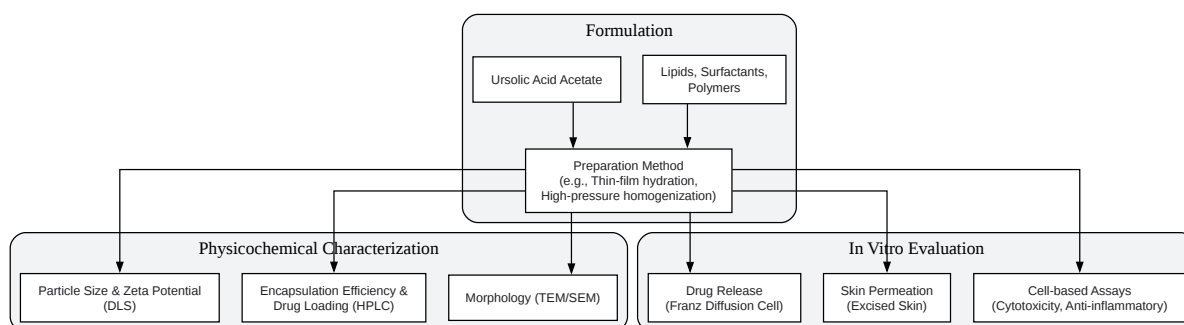 Formulation
Ursolic Acid Acetate
Lipids, Surfactants,
Polymers
Preparation Method
(e.g., Thin-film hydration,
High-pressure homogenization)
Physicochemical Characterization
Particle Size & Zeta Potential
(DLS)
Encapsulation Efficiency &
Drug Loading (HPLC)
Morphology (TEM/SEM)
In Vitro Evaluation
Drug Release
(Franz Diffusion Cell)
Skin Permeation
(Excised Skin)
Cell-based Assays
(Cytotoxicity, Anti-inflammatory)